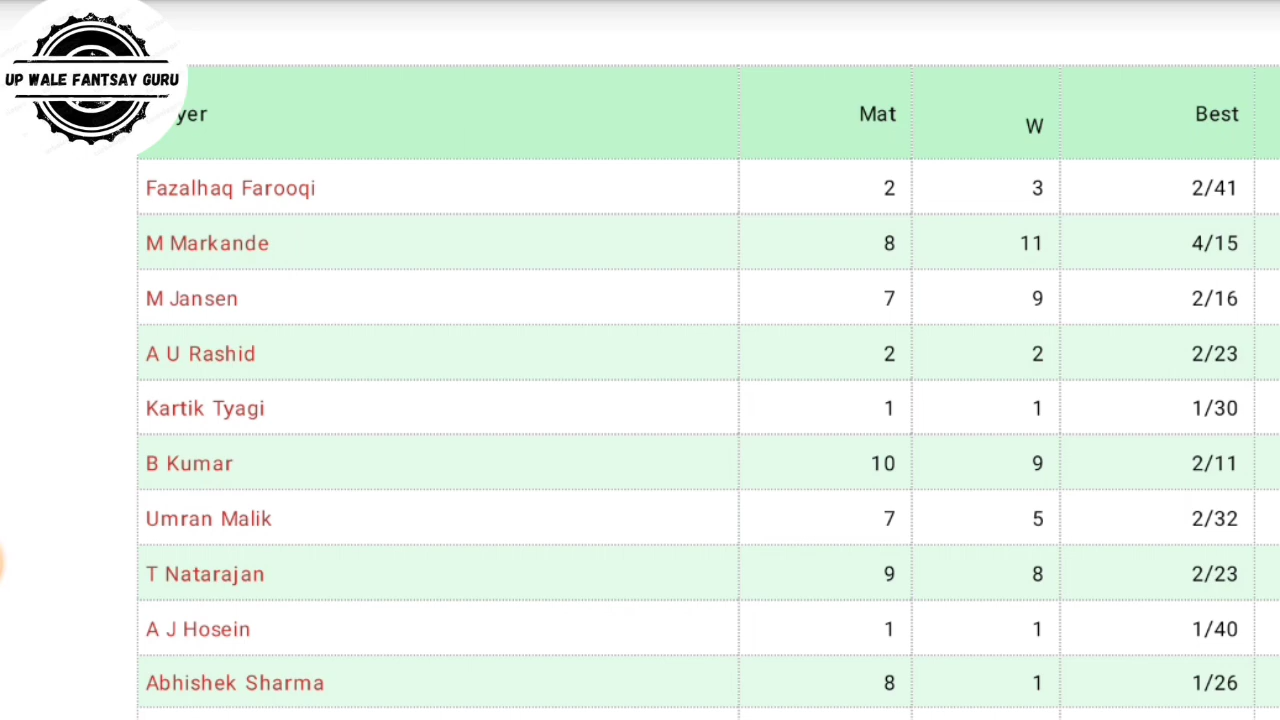 UP WALE FANTSAY GURU
yer Mat W Best
Fazalhaq Farooqi 2 3 2/41
M Markande 8 11 4/15
M Jansen 7 9 2/16
A U Rashid 2 2 2/23
Kartik Tyagi 1 1 1/30
B Kumar 10 9 2/11
Umran Malik 7 5 2/32
T Natarajan 9 8 2/23
A J Hosein 1 1 1/40
Abhishek Sharma 8 1 1/26